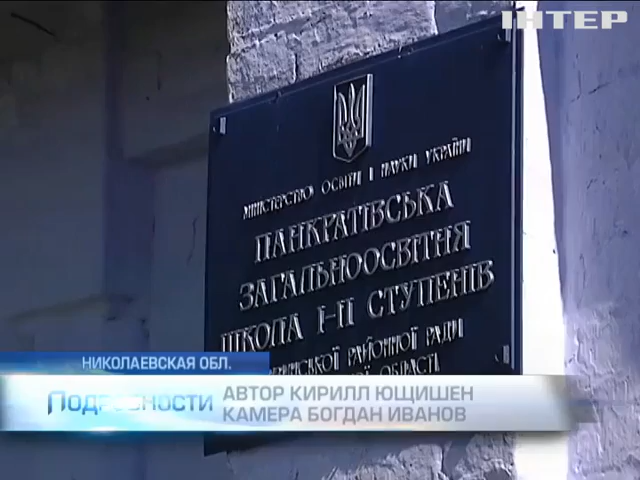 ІНТЕР
МІНІСТЕРСТВО ОСВІТИ І НАУКИ УКРАЇНИ
ПАНКРАТІВСЬКА
ЗАГАЛЬНООСВІТНЯ
ШКОЛА І-ІІ СТУПЕНІВ
РАЙОННОЇ РАДИ
ОБЛАСТІ
НИКОЛАЕВСКАЯ ОБЛ.
ПОДРОБНОСТИ
АВТОР КИРИЛЛ ЮЩИШЕН
КАМЕРА БОГДАН ИВАНОВ